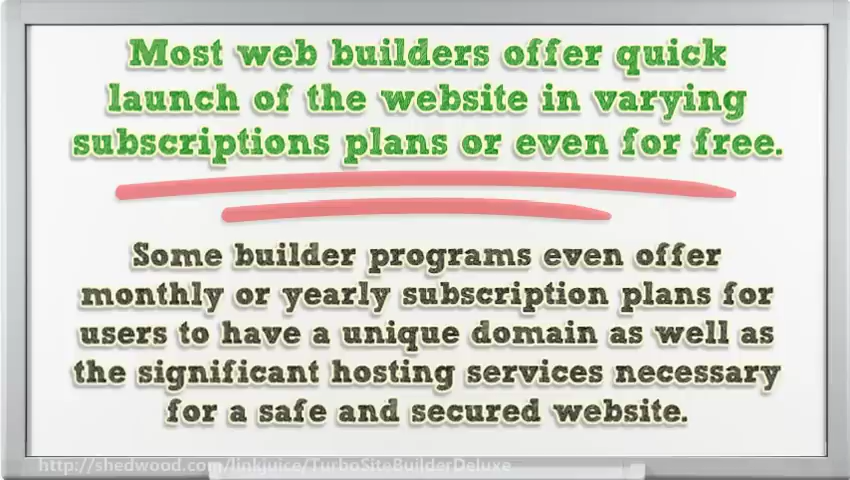 Most web builders offer quick
launch of the website in varying
subscriptions plans or even for free.
Some builder programs even offer
monthly or yearly subscription plans for
users to have a unique domain as well as
the significant hosting services necessary
for a safe and secured website.
http://shedwood.com/linkjuice/TurboSiteBuilderDeluxe